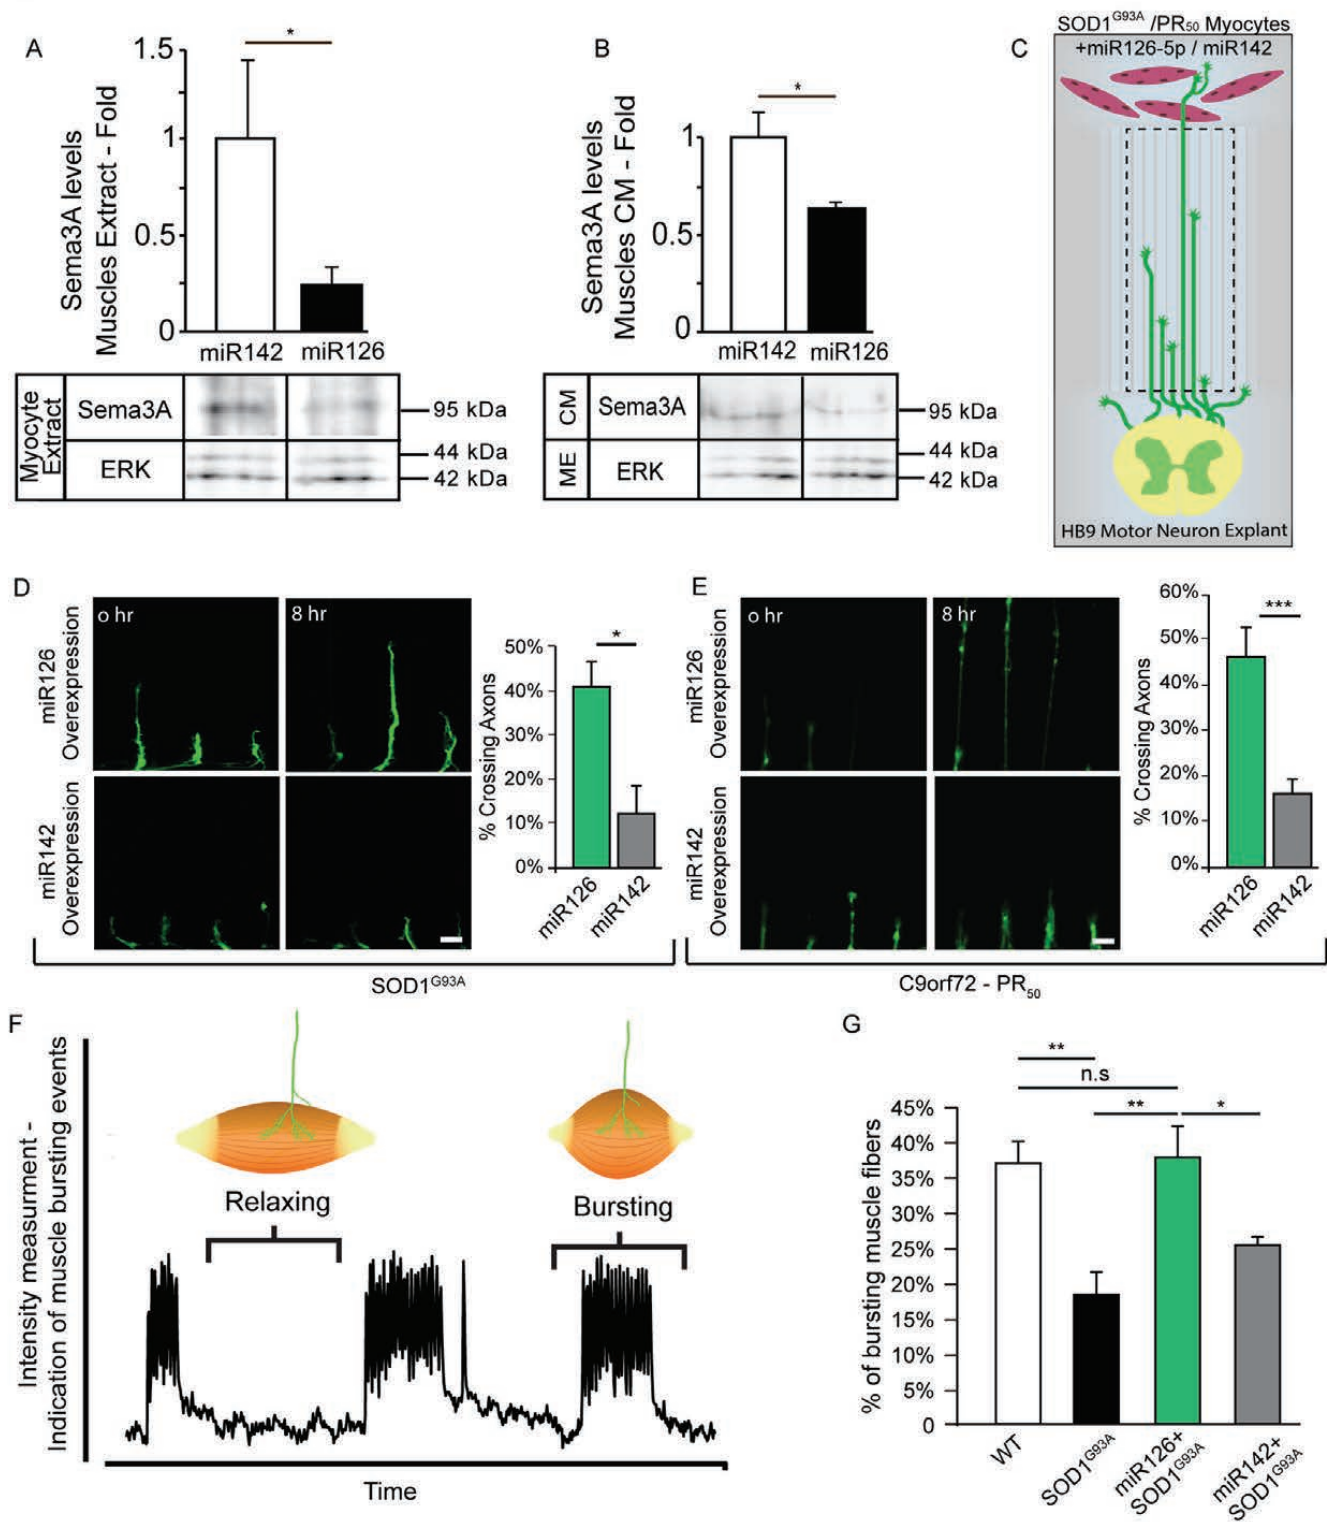 A
Sema3A levels
Muscles Extract - Fold
1.5
1
0.5
0
*
miR142 miR126
Myocyte
Extract
Sema3A
95 kDa
ERK
44 kDa
42 kDa
B
Sema3A levels
Muscles CM - Fold
1
0.5
0
*
miR142 miR126
CM
Sema3A
95 kDa
ME
ERK
44 kDa
42 kDa
C
SOD1G93A /PR50 Myocytes
+miR126-5p / miR142
HB9 Motor Neuron Explant
D
miR126
Overexpression
o hr
8 hr
miR142
Overexpression
% Crossing Axons
50%
40%
30%
20%
10%
0%
*
miR126
miR142
SOD1G93A
E
miR126
Overexpression
o hr
8 hr
miR142
Overexpression
% Crossing Axons
60%
50%
40%
30%
20%
10%
0%
***
miR126
miR142
C9orf72 - PR50
F
Intensity measurment -
Indication of muscle bursting events
Relaxing
Bursting
Time
G
% of bursting muscle fibers
45%
40%
35%
30%
25%
20%
15%
10%
5%
0
**
n.s
**
*
WT
SOD1G93A
miR126+
SOD1G93A
miR142+
SOD1G93A